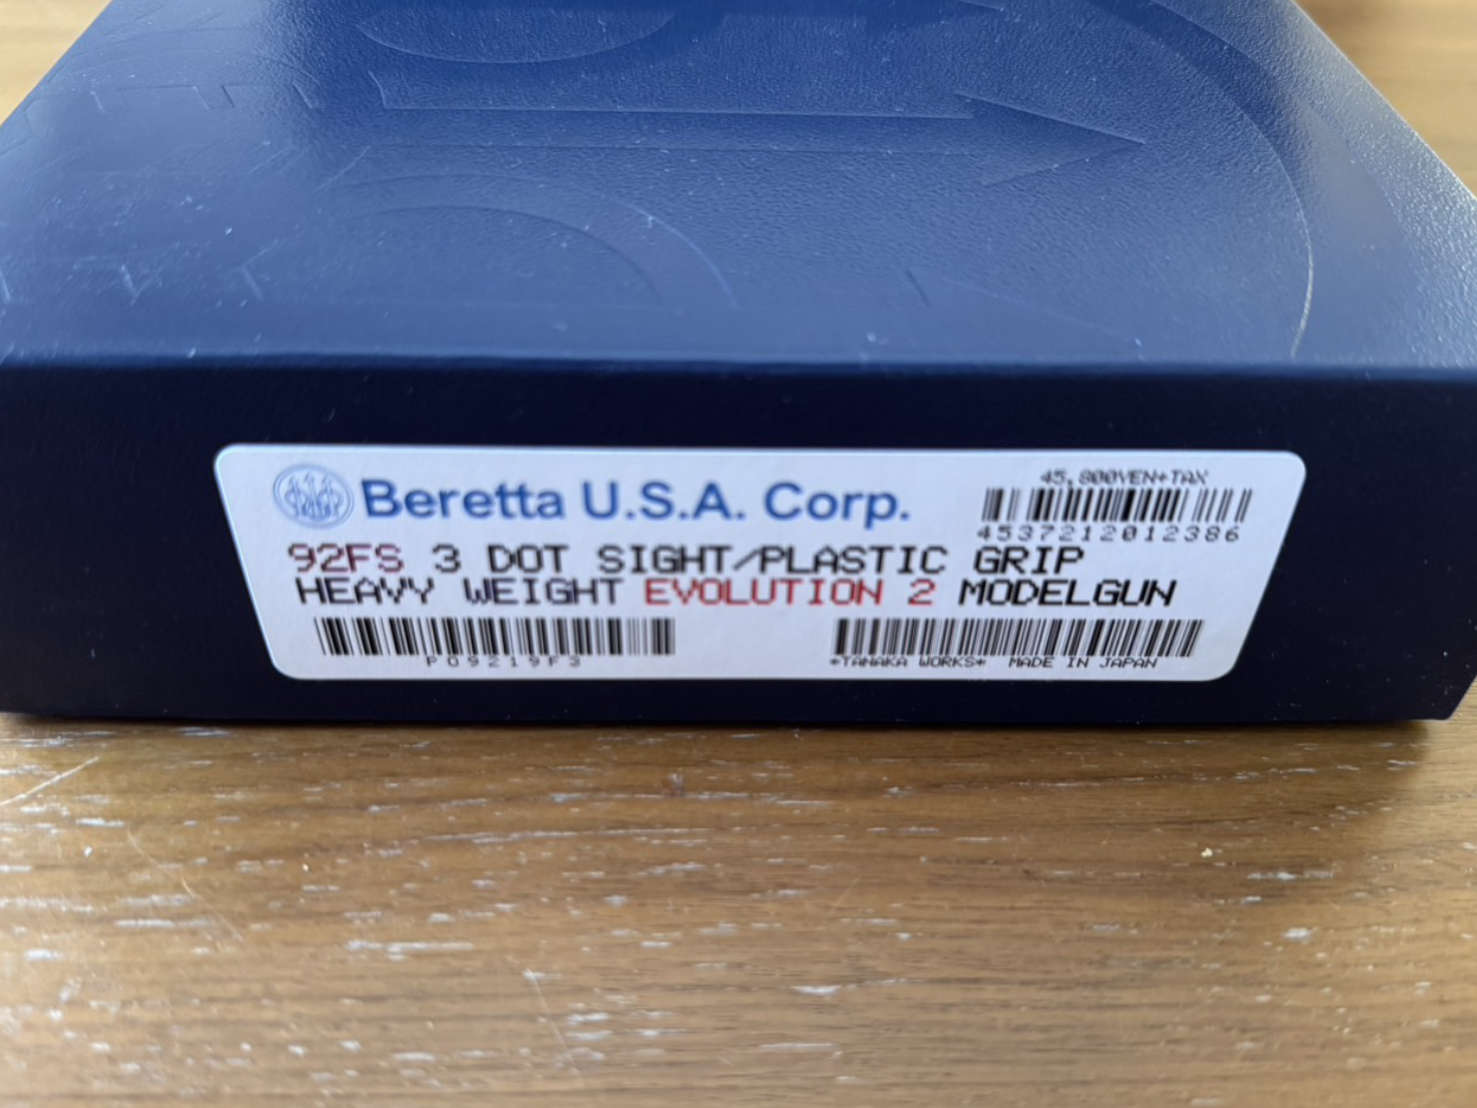 Beretta U.S.A. Corp.
45,800YEN+TAX
4537212012386
92FS 3 DOT SIGHT/PLASTIC GRIP
HEAVY WEIGHT EVOLUTION 2 MODELGUN
P09219F3
*TANAKA WORKS* MADE IN JAPAN